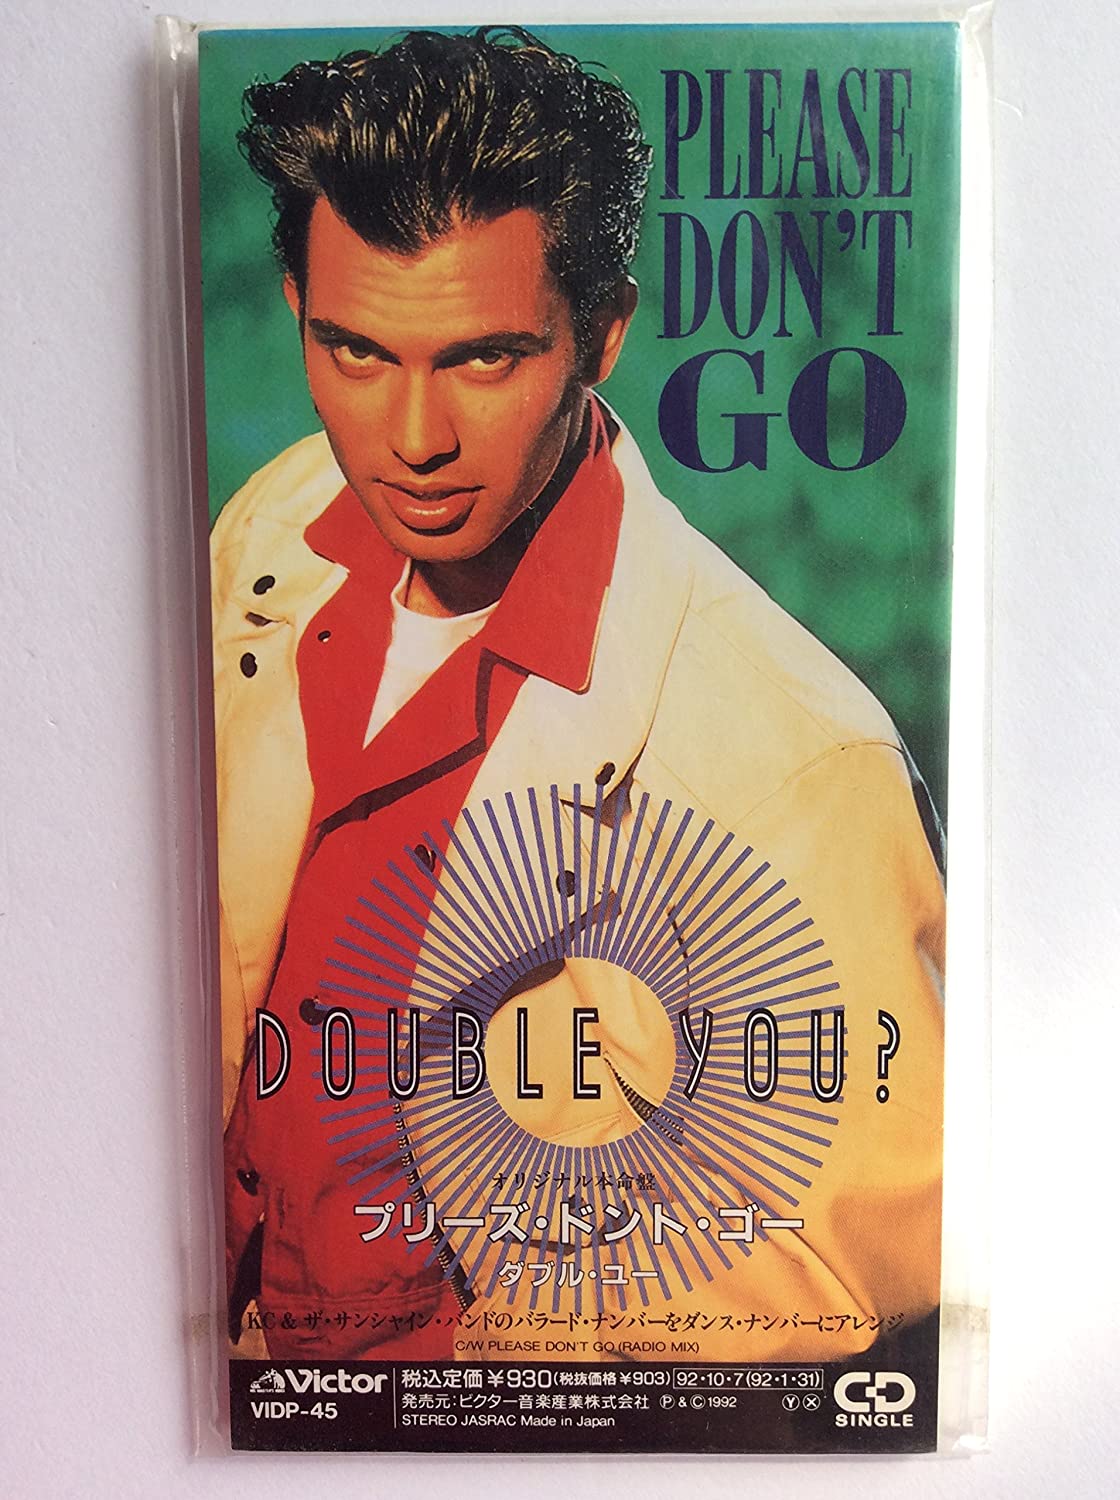 PLEASE
DON'T
GO
DOUBLE YOU?
オリジナル本命盤
プリーズ・ドント・ゴー
ダブル・ユー
KC & ザ・サンシャイン・バンドのバラード・ナンバーをダンス・ナンバーにアレンジ
C/W PLEASE DON'T GO (RADIO MIX)
Victor
VIDP-45
税込定価¥930(税抜価格¥903) 92・10・7(92・1・31)
発売元:ビクター音楽産業株式会社 Ⓟ & Ⓒ 1992 Ⓨ Ⓧ
STEREO JASRAC Made in Japan
CD
SINGLE